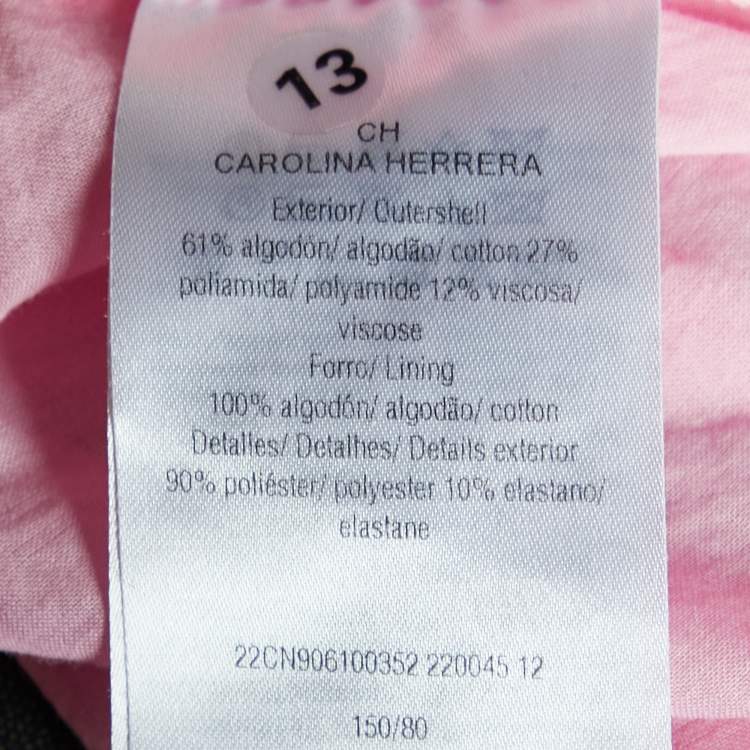 13
CH
CAROLINA HERRERA
Exterior/ Outershell
61% algodón/ algodão/ cotton 27%
poliamida/ polyamide 12% viscosa/
viscose
Forro/ Lining
100% algodón/ algodão/ cotton
Detalles/ Detalhes/ Details exterior
90% poliéster/ polyester 10% elastano/
elastane
22CN906100352 220045 12
150/80